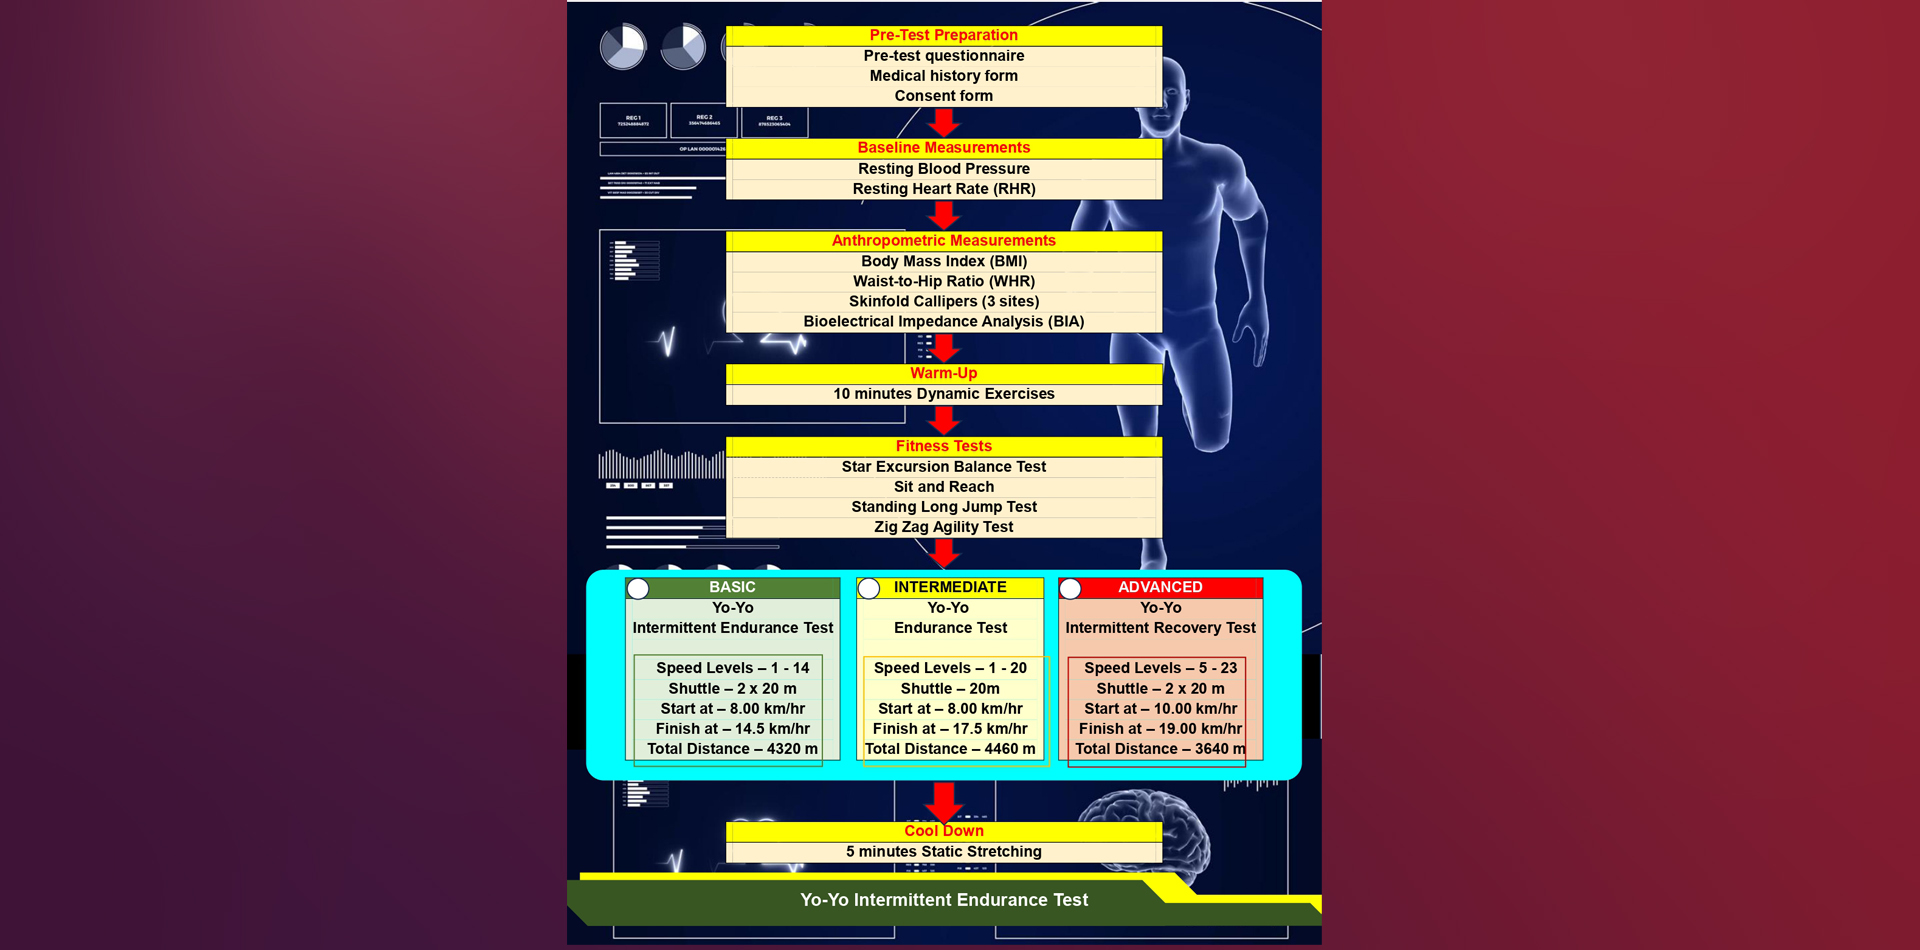 Pre-Test Preparation
Pre-test questionnaire
Medical history form
Consent form
REG 1
REG 2
REG 3
Baseline Measurements
Resting Blood Pressure
Resting Heart Rate (RHR)
Anthropometric Measurements
Body Mass Index (BMI)
Waist-to-Hip Ratio (WHR)
Skinfold Callipers (3 sites)
Bioelectrical Impedance Analysis (BIA)
Warm-Up
10 minutes Dynamic Exercises
Fitness Tests
Star Excursion Balance Test
Sit and Reach
Standing Long Jump Test
Zig Zag Agility Test
BASIC
Yo-Yo
Intermittent Endurance Test
Speed Levels – 1 - 14
Shuttle – 2 x 20 m
Start at – 8.00 km/hr
Finish at – 14.5 km/hr
Total Distance – 4320 m
INTERMEDIATE
Yo-Yo
Endurance Test
Speed Levels – 1 - 20
Shuttle – 20m
Start at – 8.00 km/hr
Finish at – 17.5 km/hr
Total Distance – 4460 m
ADVANCED
Yo-Yo
Intermittent Recovery Test
Speed Levels – 5 - 23
Shuttle – 2 x 20 m
Start at – 10.00 km/hr
Finish at – 19.00 km/hr
Total Distance – 3640 m
Cool Down
5 minutes Static Stretching
Yo-Yo Intermittent Endurance Test